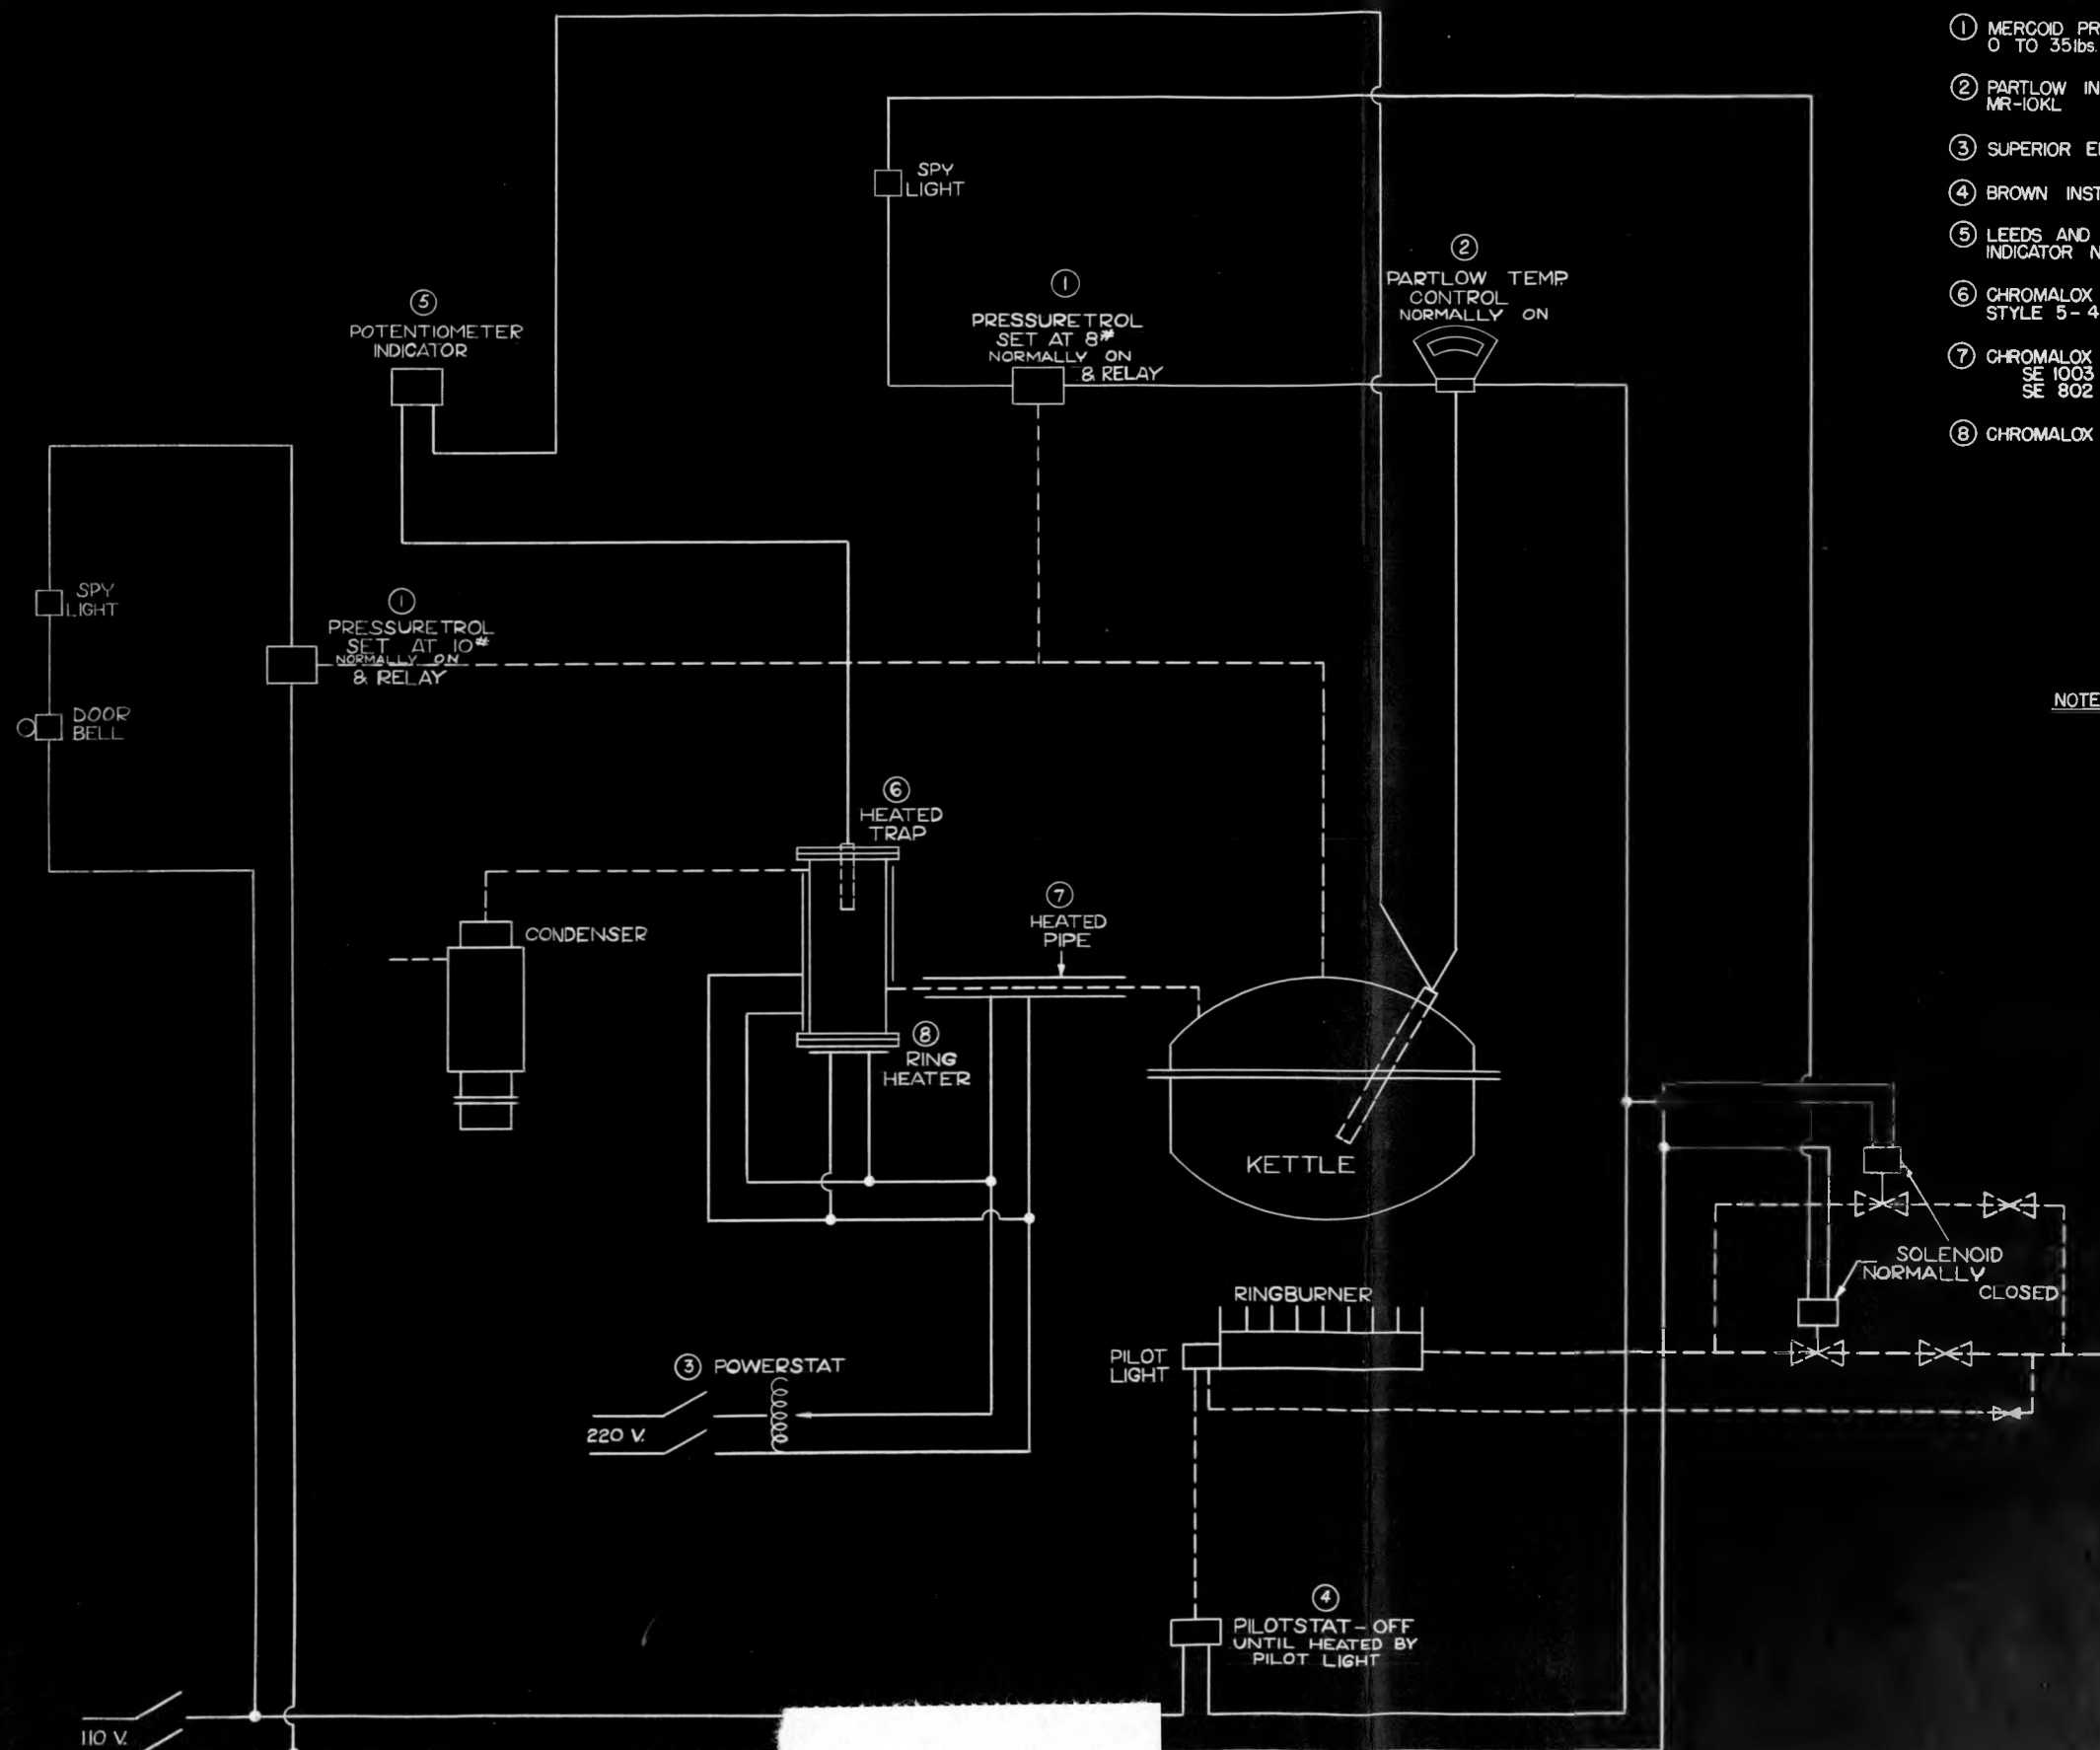 ① MERCOID
0 TO 35lbs.
② PARTLOW
MR-10KL
③ SUPERIOR
④ BROWN
⑤ LEEDS AND
INDICATOR
⑥ CHROMALOX
STYLE 5-4
⑦ CHROMALOX
SE 1003
SE 802
⑧ CHROMALOX
NOTE
SPY
LIGHT
②
PARTLOW TEMP.
CONTROL
NORMALLY ON
①
PRESSURETROL
SET AT 8#
NORMALLY ON
& RELAY
⑤
POTENTIOMETER
INDICATOR
SPY
LIGHT
①
PRESSURETROL
SET AT 10#
NORMALLY ON
& RELAY
DOOR
BELL
⑥
HEATED
TRAP
CONDENSER
⑦
HEATED
PIPE
⑧
RING
HEATER
KETTLE
SOLENOID
NORMALLY
CLOSED
RINGBURNER
PILOT
LIGHT
③ POWERSTAT
220 V.
④
PILOTSTAT-OFF
UNTIL HEATED BY
PILOT LIGHT
110 V.